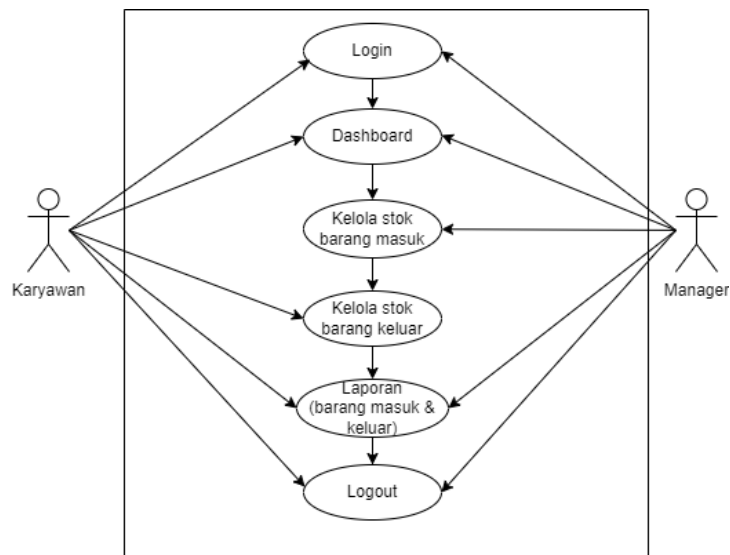 Login
Dashboard
Kelola stok
barang masuk
Karyawan
Manager
Kelola stok
barang keluar
Laporan
(barang masuk &
keluar)
Logout